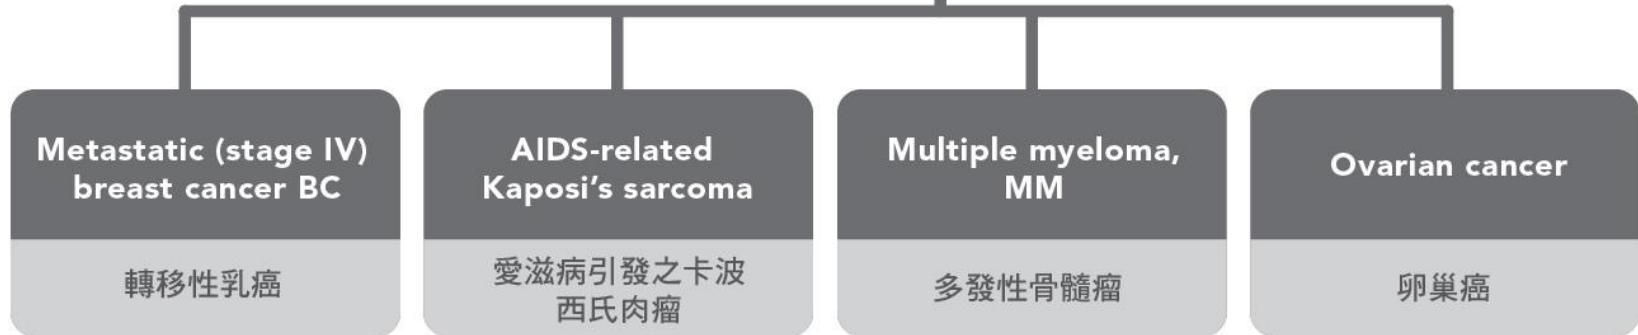 Metastatic (stage IV)
breast cancer BC
轉移性乳癌
AIDS-related
Kaposi's sarcoma
愛滋病引發之卡波
西氏肉瘤
Multiple myeloma,
MM
多發性骨髓瘤
Ovarian cancer
卵巢癌